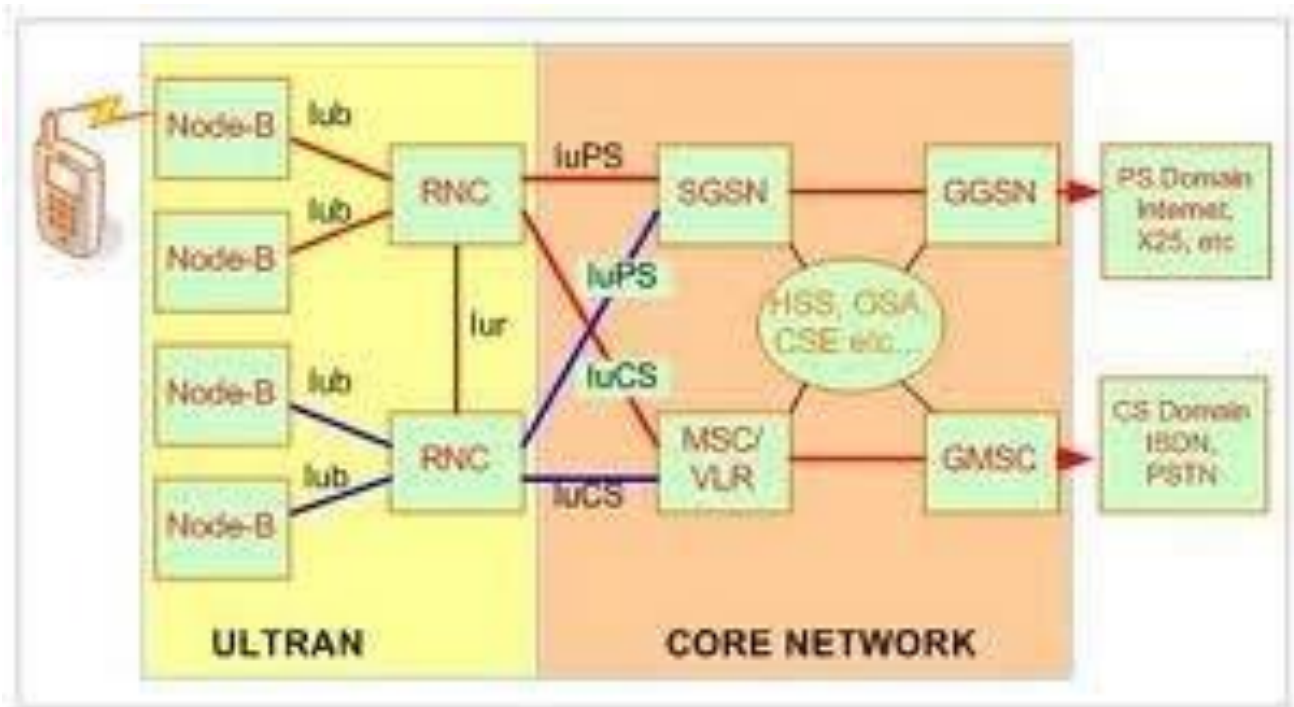 Node-B
Iub
RNC
IuPS
SGSN
GGSN
PS Domain
Internet,
X25, etc
Iub
Node-B
IuPS
Iur
HSS, OSA
CSE etc...
Node-B
Iub
IuCS
RNC
MSC/
VLR
GMSC
CS Domain
ISDN,
PSTN
Iub
IuCS
Node-B
ULTRAN
CORE NETWORK